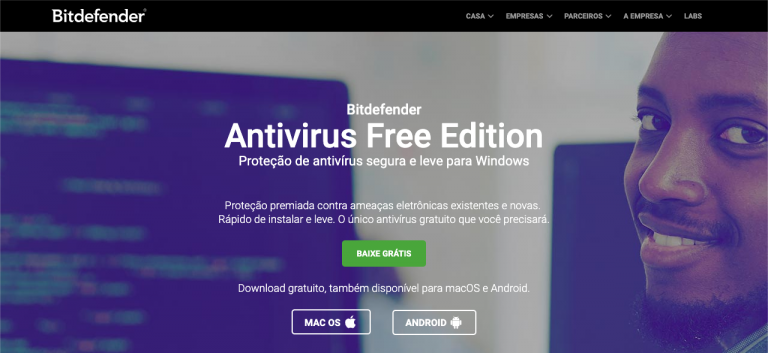 Bitdefender
CASA EMPRESAS PARCEIROS A EMPRESA LABS
Bitdefender
Antivirus Free Edition
Proteção de antivírus segura e leve para Windows
Proteção premiada contra ameaças eletrônicas existentes e novas.
Rápido de instalar e leve. O único antivírus gratuito que você precisará.
BAIXE GRÁTIS
Download gratuito, também disponível para macOS e Android.
MAC OS
ANDROID